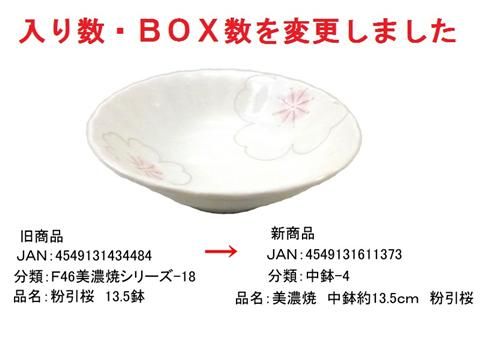 入り数・ＢＯＸ数を変更しました
旧商品
ＪＡＮ：4549131434484
分類：Ｆ46美濃焼シリーズ-18
品名：粉引桜　13.5鉢
→
新商品
ＪＡＮ：4549131611373
分類：中鉢-4
品名：美濃焼　中鉢約13.5ｃｍ　粉引桜